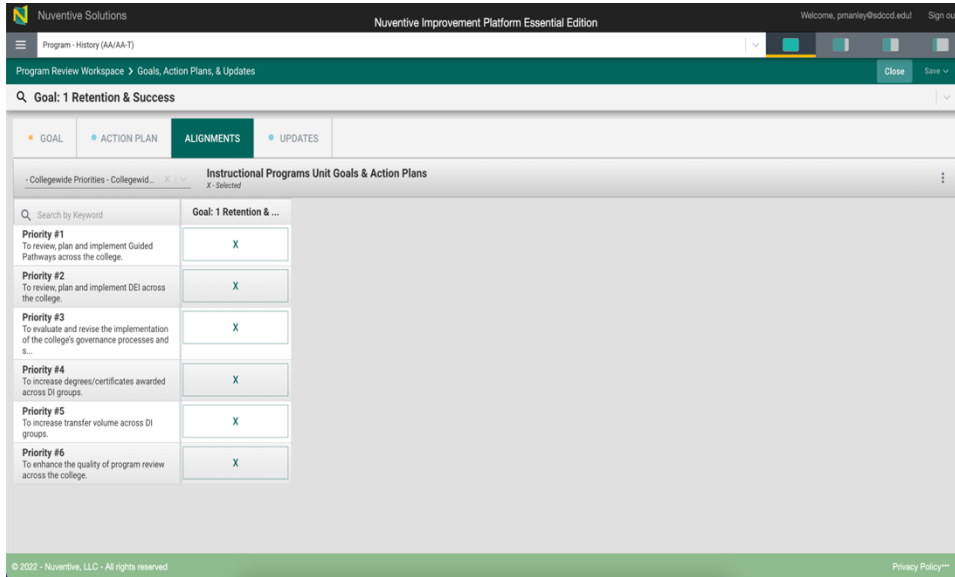 Nuventive Solutions
Nuventive Improvement Platform Essential Edition
Welcome, pmanley@sdccd.edu!
Sign ou
Program - History (AA/AA-T)
Program Review Workspace > Goals, Action Plans, & Updates
Close
Save
Goal: 1 Retention & Success
GOAL
ACTION PLAN
ALIGNMENTS
UPDATES
- Collegewide Priorities - Collegewid... X
Instructional Programs Unit Goals & Action Plans
X - Selected
Search by Keyword
Goal: 1 Retention & ...
Priority #1
To review, plan and implement Guided
Pathways across the college.
X
Priority #2
To review, plan and implement DEI across
the college.
X
Priority #3
To evaluate and revise the implementation
of the college's governance processes and
s...
X
Priority #4
To increase degrees/certificates awarded
across DI groups.
X
Priority #5
To increase transfer volume across DI
groups.
X
Priority #6
To enhance the quality of program review
across the college.
X
© 2022 - Nuventive, LLC - All rights reserved
Privacy Policy